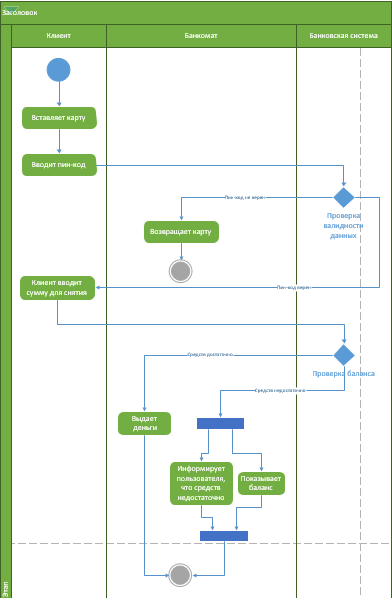 Заголовок
Клиент
Банкомат
Банковская система
Вставляет карту
Вводит пин-код
Пин-код не верен
Проверка
валидности
данных
Возвращает карту
Клиент вводит
сумму для снятия
Пин-код верен
Средств достаточно
Проверка баланса
Средств недостаточно
Выдает
деньги
Информирует
пользователя,
что средств
недостаточно
Показывает
баланс
Этап